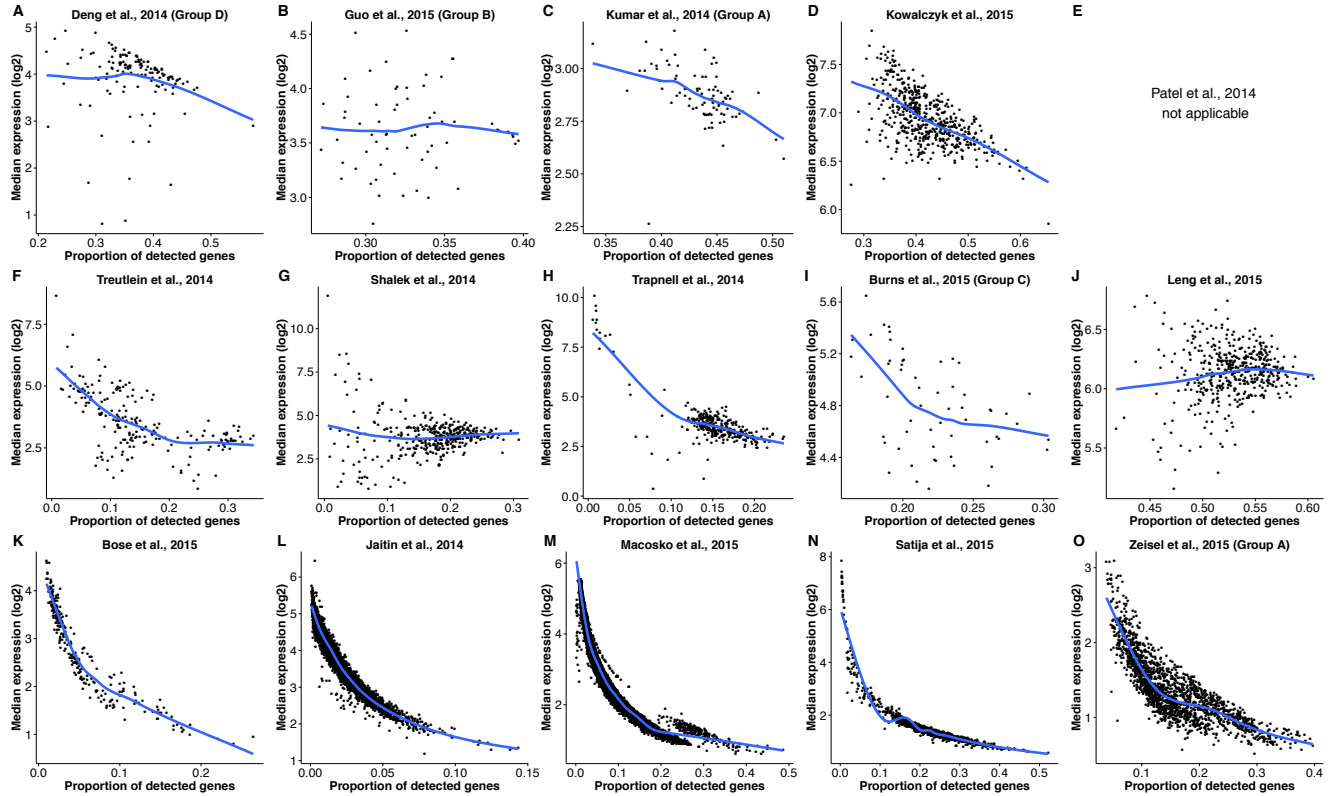 A Deng et al., 2014 (Group D)
Median expression (log2)
5
4
3
2
1
0.2 0.3 0.4 0.5
Proportion of detected genes
B Guo et al., 2015 (Group B)
Median expression (log2)
4.5
4.0
3.5
3.0
0.30 0.35 0.40
Proportion of detected genes
C Kumar et al., 2014 (Group A)
Median expression (log2)
3.00
2.75
2.50
2.25
0.35 0.40 0.45 0.50
Proportion of detected genes
D Kowalczyk et al., 2015
Median expression (log2)
7.5
7.0
6.5
6.0
0.3 0.4 0.5 0.6
Proportion of detected genes
E
Patel et al., 2014
not applicable
F Treutlein et al., 2014
Median expression (log2)
7.5
5.0
2.5
0.0 0.1 0.2 0.3
Proportion of detected genes
G Shalek et al., 2014
Median expression (log2)
10.0
7.5
5.0
2.5
0.0 0.1 0.2 0.3
Proportion of detected genes
H Trapnell et al., 2014
Median expression (log2)
10.0
7.5
5.0
2.5
0.0
0.00 0.05 0.10 0.15 0.20
Proportion of detected genes
I Burns et al., 2015 (Group C)
Median expression (log2)
5.6
5.2
4.8
4.4
0.20 0.25 0.30
Proportion of detected genes
J Leng et al., 2015
Median expression (log2)
6.5
6.0
5.5
0.45 0.50 0.55 0.60
Proportion of detected genes
K Bose et al., 2015
Median expression (log2)
4
3
2
1
0.0 0.1 0.2
Proportion of detected genes
L Jaitin et al., 2014
Median expression (log2)
6
5
4
3
2
1
0.00 0.05 0.10 0.15
Proportion of detected genes
M Macosko et al., 2015
Median expression (log2)
6
4
2
0.0 0.1 0.2 0.3 0.4 0.5
Proportion of detected genes
N Satija et al., 2015
Median expression (log2)
8
6
4
2
0.0 0.1 0.2 0.3 0.4 0.5
Proportion of detected genes
O Zeisel et al., 2015 (Group A)
Median expression (log2)
3
2
1
0.1 0.2 0.3 0.4
Proportion of detected genes